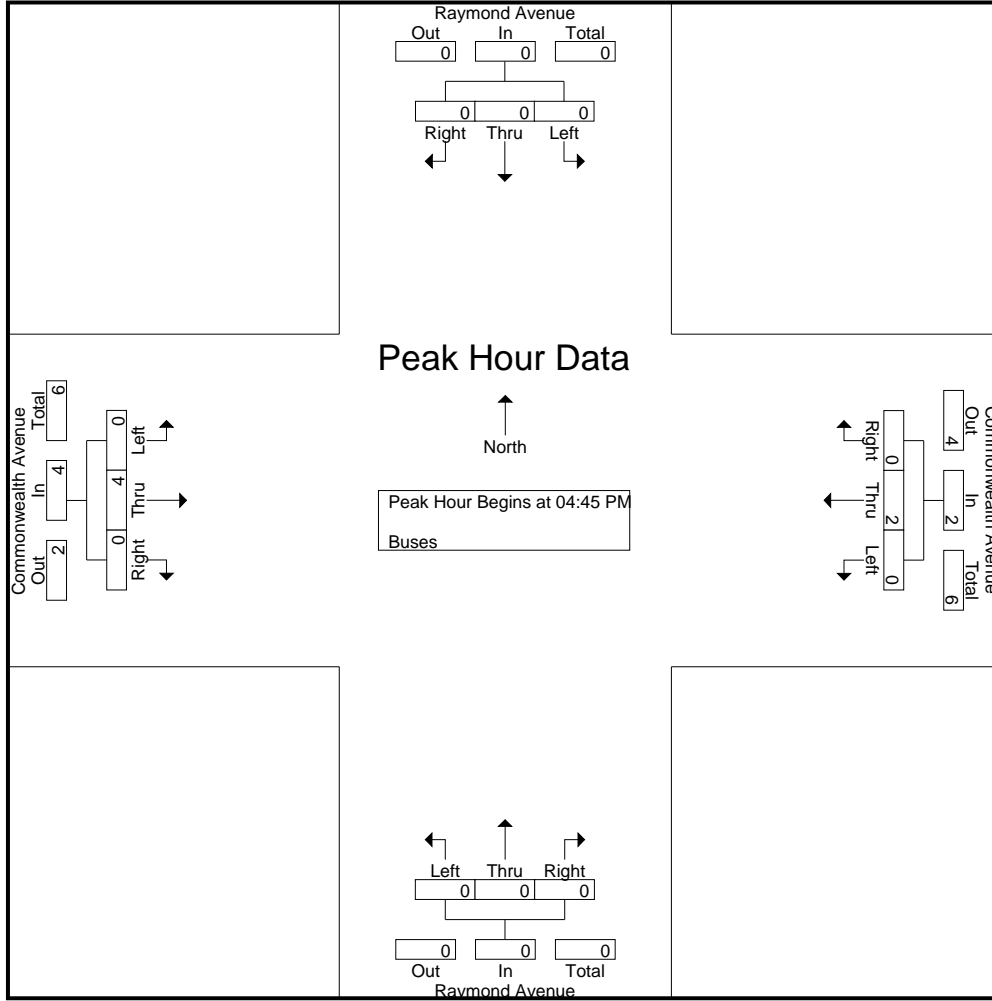 Raymond Avenue
Out In Total
0 0 0
0 0 0
Right Thru Left
Peak Hour Data
North
Peak Hour Begins at 04:45 PM
Buses
Commonwealth Avenue
Total In Out
6 4 2
0 4 0
Left Thru Right
Commonwealth Avenue
Out In Total
4 2 6
0 2 0
Right Thru Left
Left Thru Right
0 0 0
0 0 0
Out In Total
Raymond Avenue